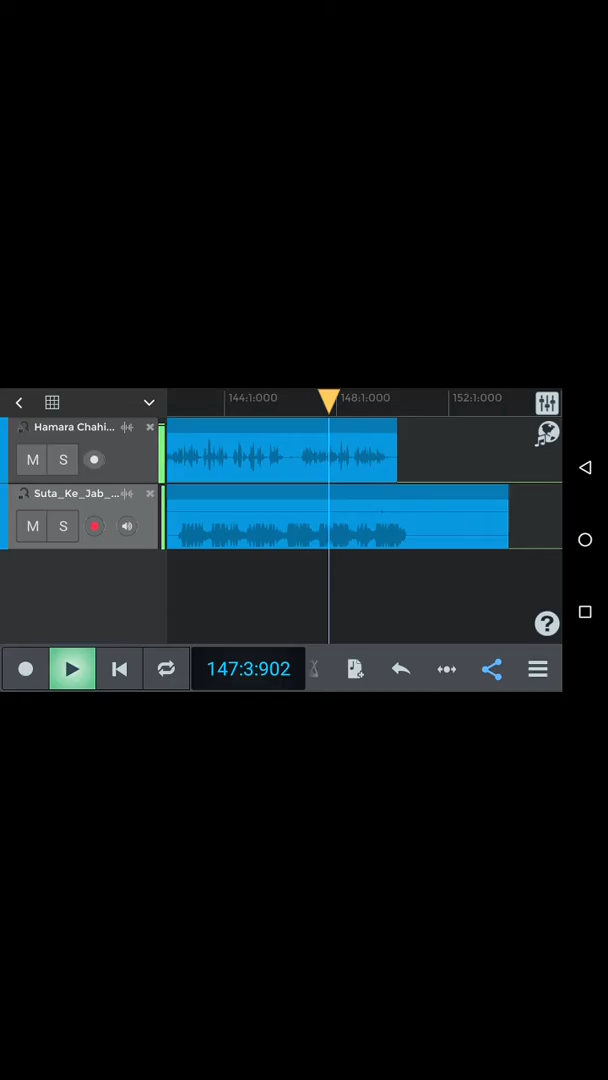 144:1:000 148:1:000 152:1:000
Hamara Chahi...
M S
Suta_Ke_Jab_...
M S
?
147:3:902